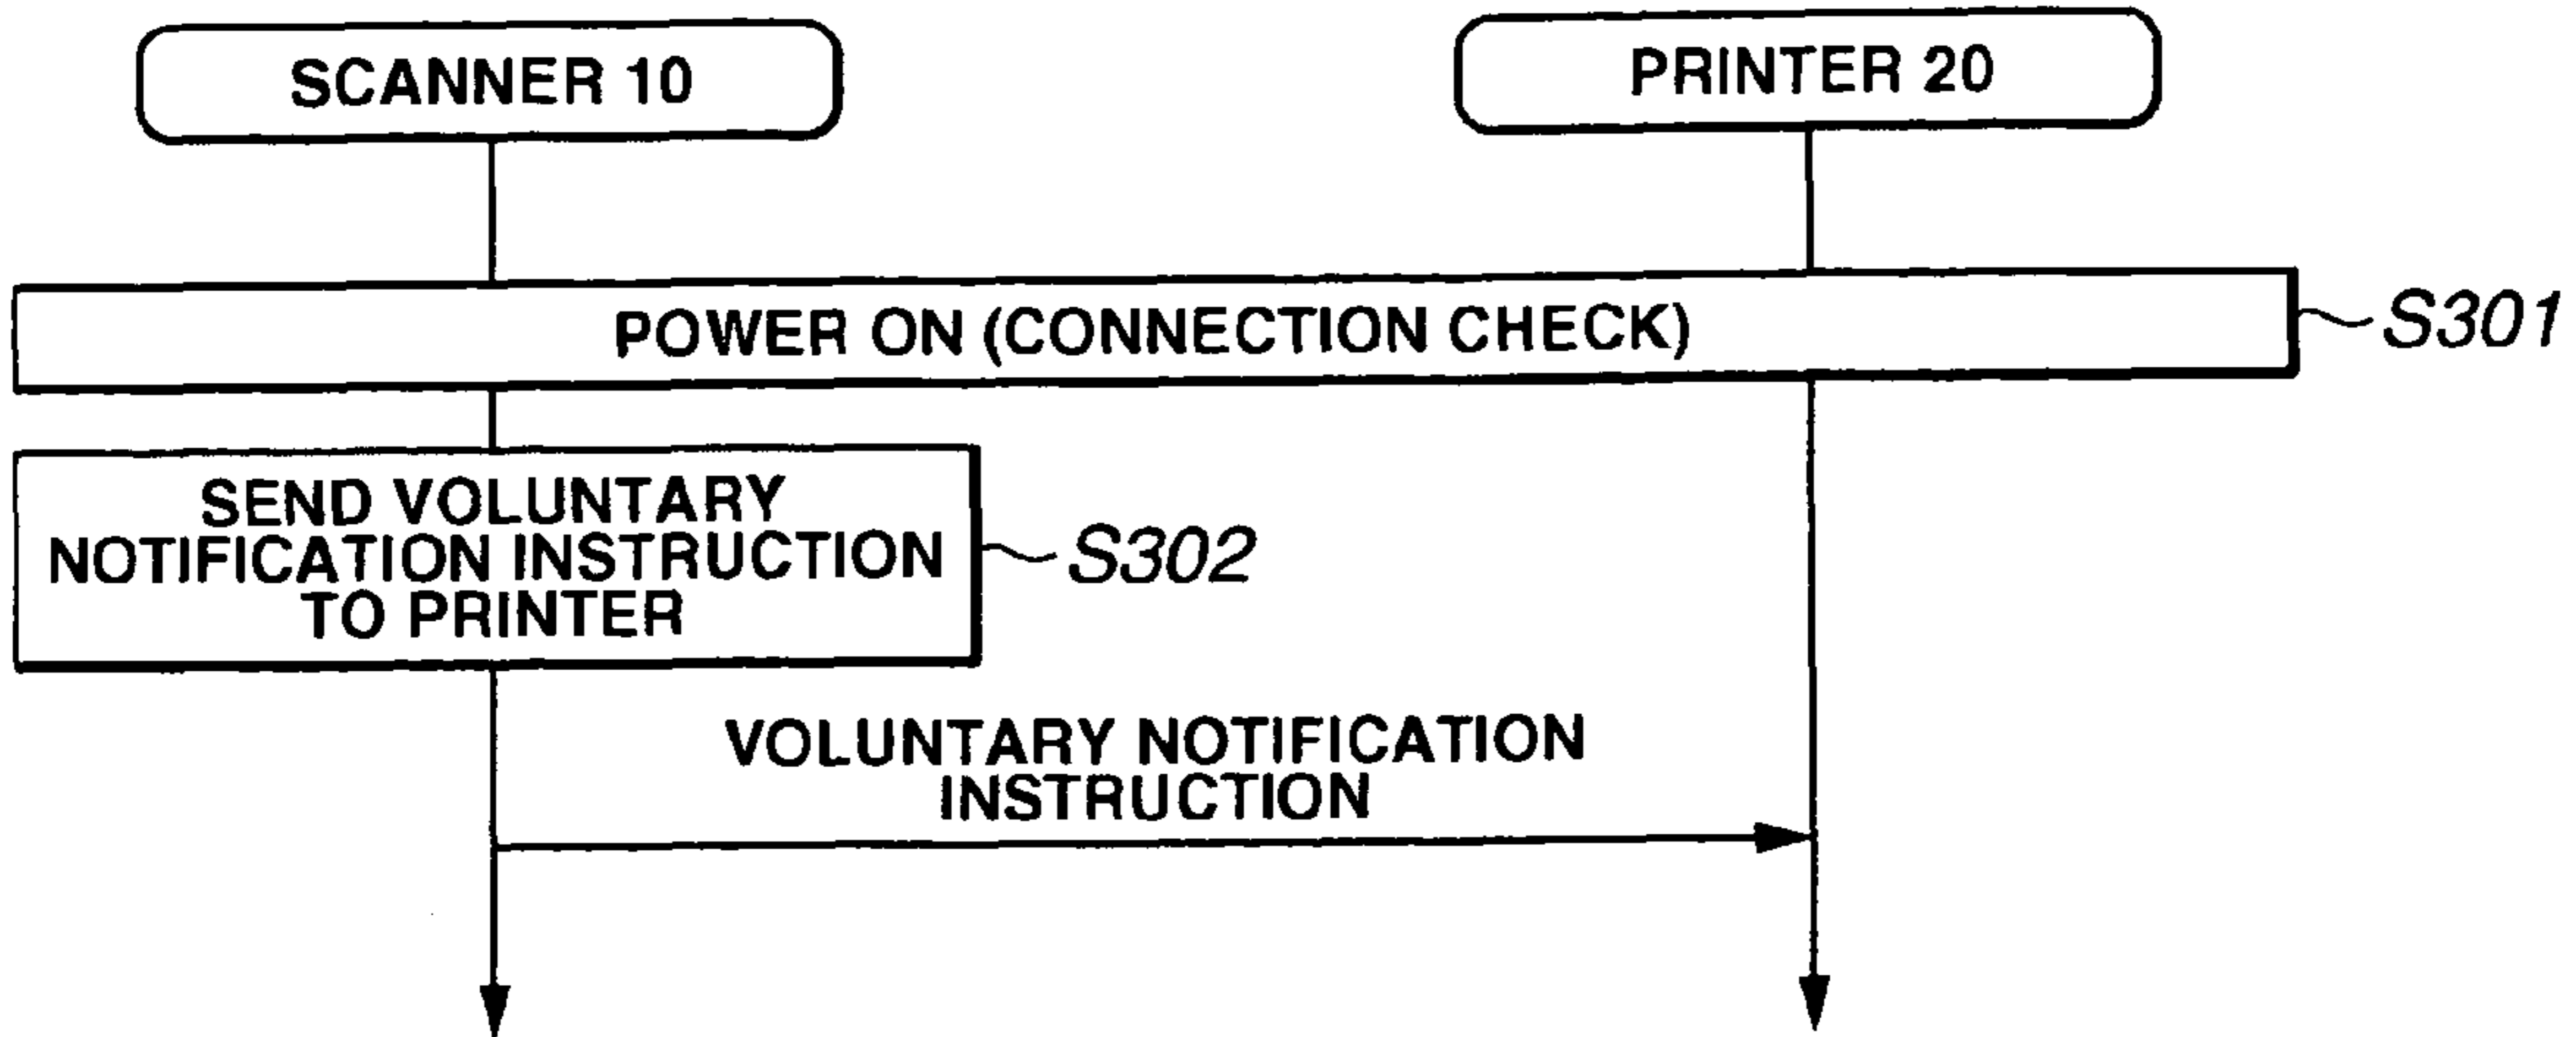 SCANNER 10
PRINTER 20
POWER ON (CONNECTION CHECK)
S301
SEND VOLUNTARY
NOTIFICATION INSTRUCTION
TO PRINTER
S302
VOLUNTARY NOTIFICATION
INSTRUCTION